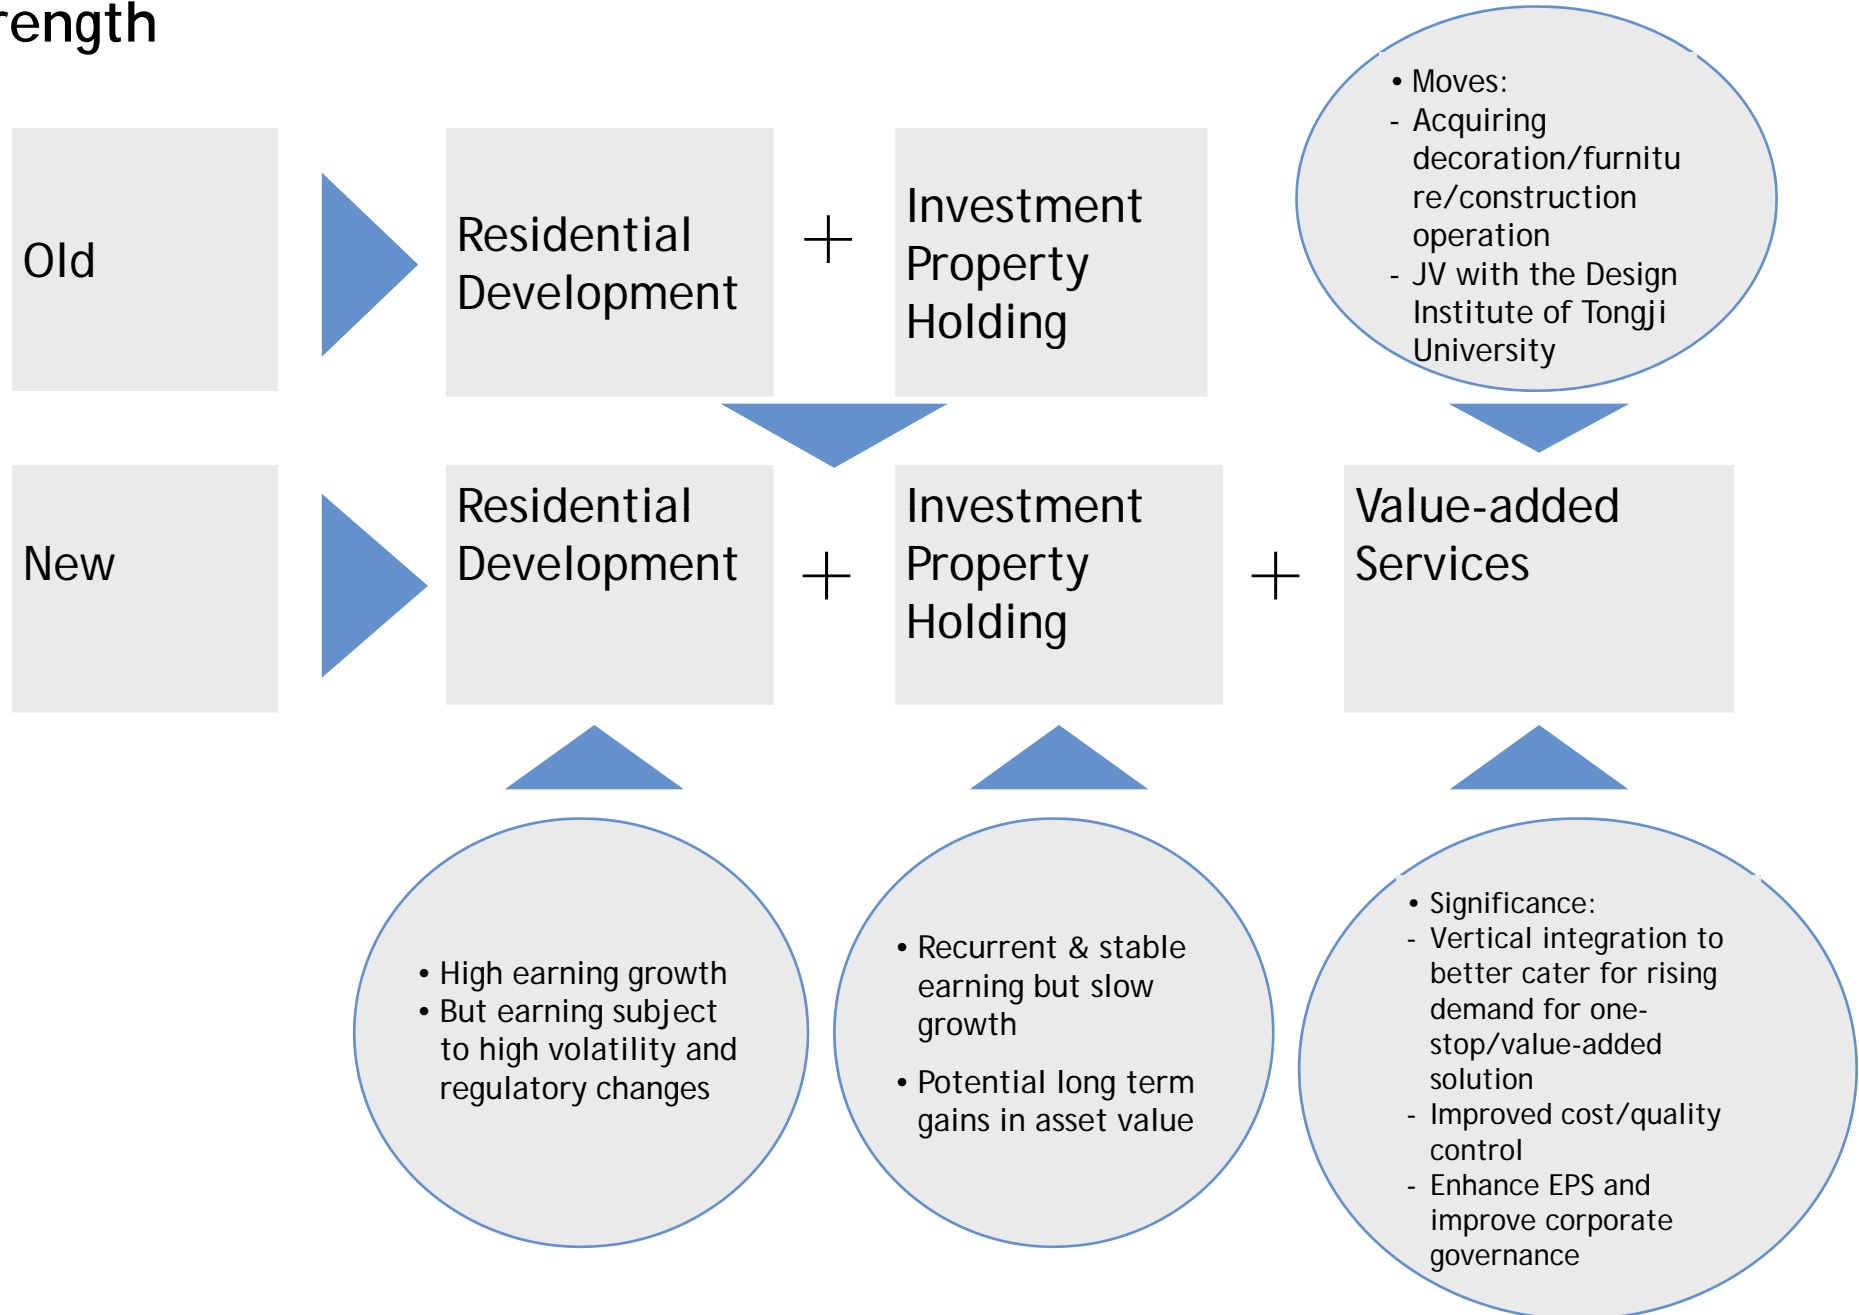 rength
• Moves:
- Acquiring
decoration/furnitu
re/construction
operation
- JV with the Design
Institute of Tongji
University
Old
Residential
Development
+
Investment
Property
Holding
New
Residential
Development
+
Investment
Property
Holding
+
Value-added
Services
• High earning growth
• But earning subject
to high volatility and
regulatory changes
• Recurrent & stable
earning but slow
growth
• Potential long term
gains in asset value
• Significance:
- Vertical integration to
better cater for rising
demand for one-
stop/value-added
solution
- Improved cost/quality
control
- Enhance EPS and
improve corporate
governance